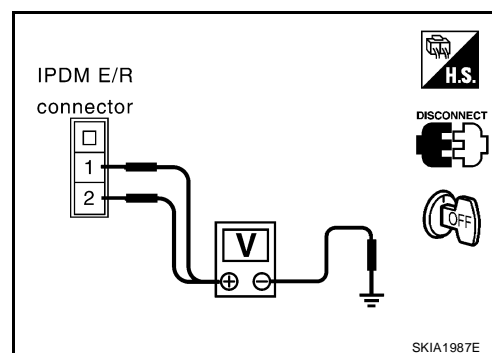 IPDM E/R
connector
1
2
V
+
−
H.S.
DISCONNECT
OFF
SKIA1987E